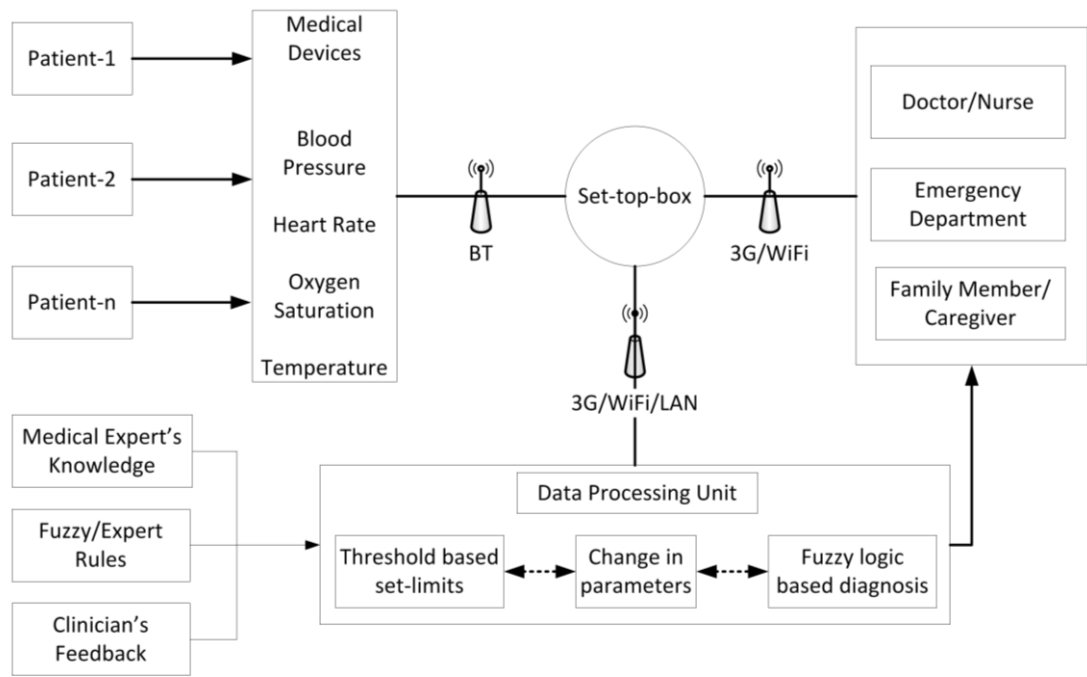 Patient-1
Patient-2
Patient-n
Medical
Devices
Blood
Pressure
Heart Rate
Oxygen
Saturation
Temperature
BT
Set-top-box
3G/WiFi
3G/WiFi/LAN
Doctor/Nurse
Emergency
Department
Family Member/
Caregiver
Medical Expert’s
Knowledge
Fuzzy/Expert
Rules
Clinician’s
Feedback
Data Processing Unit
Threshold based
set-limits
Change in
parameters
Fuzzy logic
based diagnosis